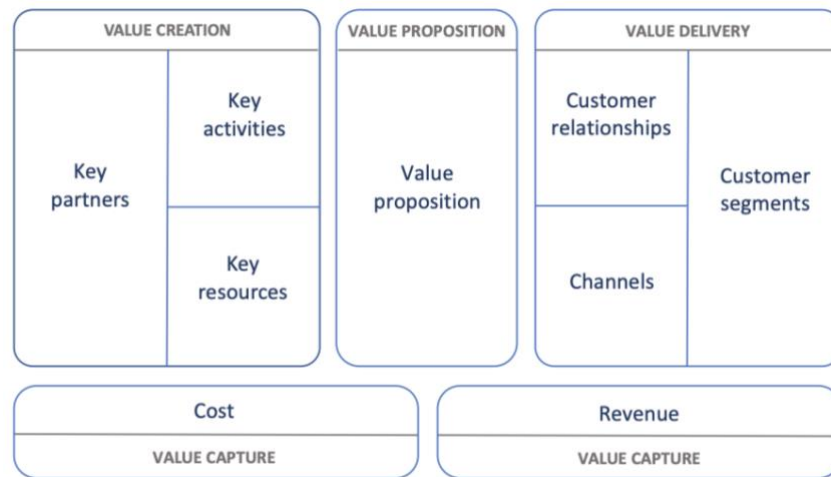 VALUE CREATION
Key
partners
Key
activities
Key
resources
VALUE PROPOSITION
Value
proposition
VALUE DELIVERY
Customer
relationships
Channels
Customer
segments
Cost
VALUE CAPTURE
Revenue
VALUE CAPTURE